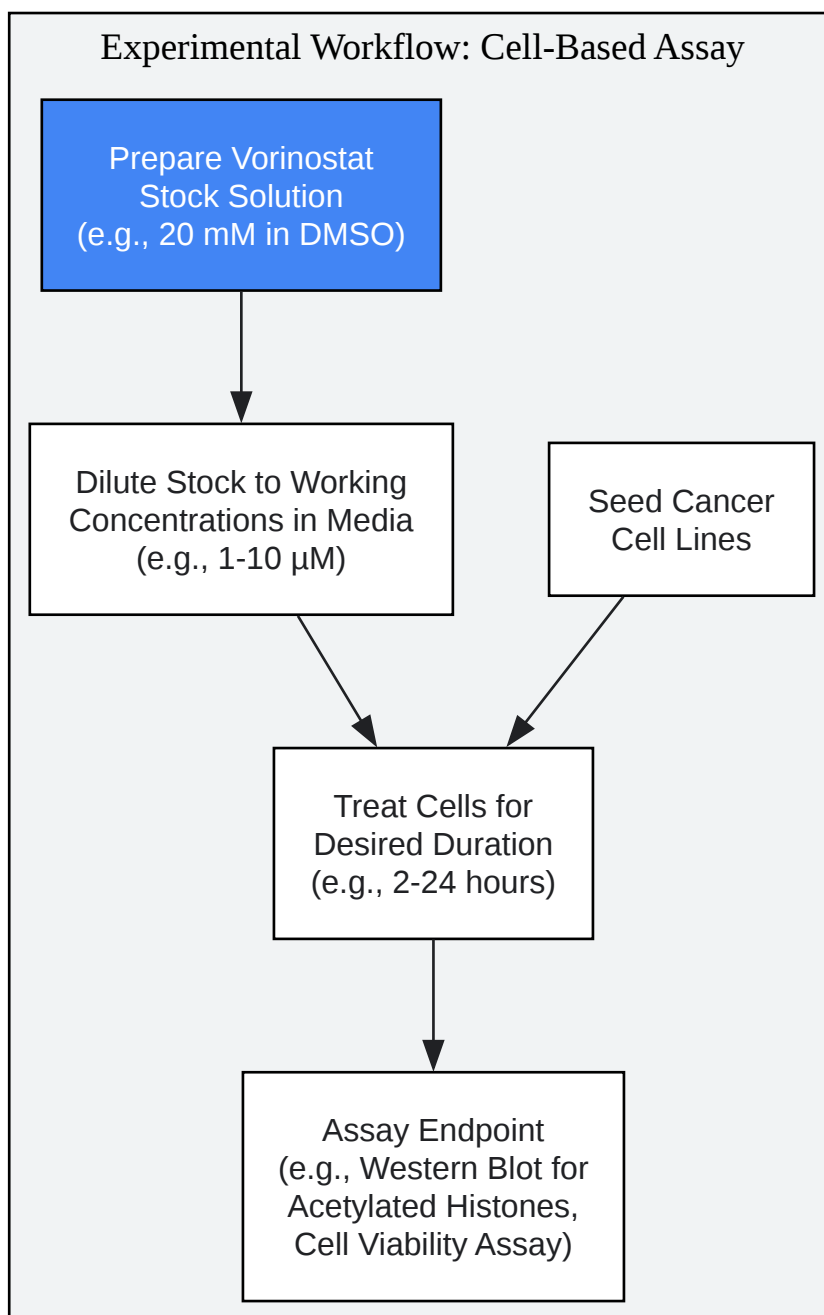 Experimental Workflow: Cell-Based Assay
Prepare Vorinostat
Stock Solution
(e.g., 20 mM in DMSO)
Dilute Stock to Working
Concentrations in Media
(e.g., 1-10 µM)
Seed Cancer
Cell Lines
Treat Cells for
Desired Duration
(e.g., 2-24 hours)
Assay Endpoint
(e.g., Western Blot for
Acetylated Histones,
Cell Viability Assay)